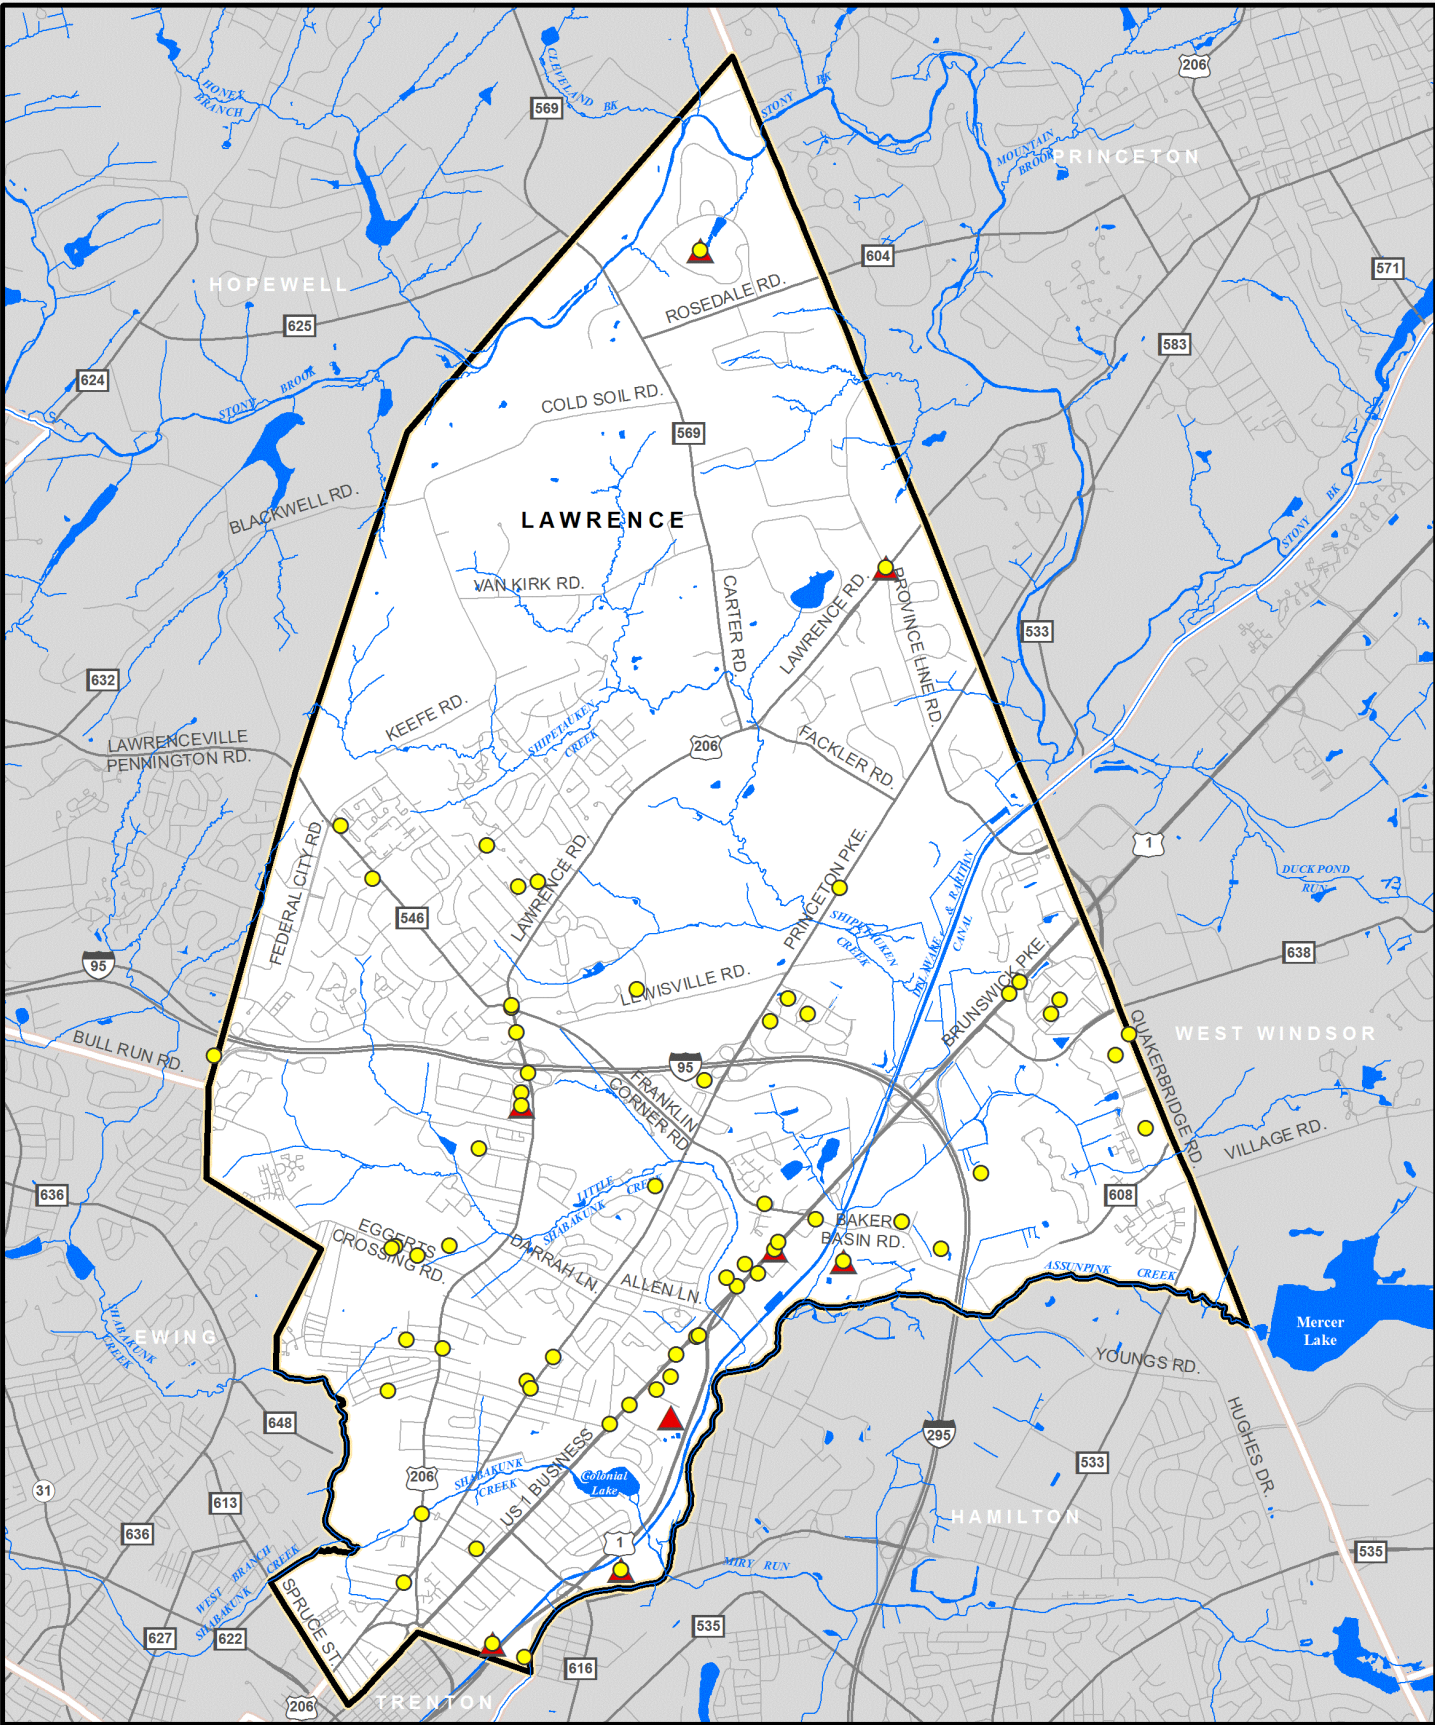 206
CLEVELAND BK
HONEY
BRANCH
569
STONY BK
MOUNTAIN
BROOK
PRINCETON
604
571
HOPEWELL
ROSEDALE RD.
625
583
624
STONY BROOK
COLD SOIL RD.
569
BLACKWELL RD.
STONY BK
LAWRENCE
VAN KIRK RD.
CARTER RD.
LAWRENCE RD.
PROVINCE LINE RD.
533
632
KEEFE RD.
SHIPETAUKEN
CREEK
LAWRENCEVILLE
PENNINGTON RD.
206
FACKLER RD.
1
FEDERAL CITY RD.
LAWRENCE RD.
PRINCETON PKE.
DUCK POND
RUN
546
SHIPETAUKEN
CREEK
DELAWARE & RARITAN
CANAL
95
638
LEWISVILLE RD.
BRUNSWICK PKE.
QUAKERBRIDGE RD.
WEST WINDSOR
BULL RUN RD.
95
FRANKLIN
CORNER RD
VILLAGE RD.
636
LITTLE CREEK
SHABAKUNK
608
EGGERTS
CROSSING RD.
DARRAH LN.
BAKER
BASIN RD.
ALLEN LN.
ASSUNPINK CREEK
SHABAKUNK
CREEK
EWING
Mercer
Lake
YOUNGS RD.
HUGHES DR.
648
295
533
206
SHABAKUNK
CREEK
US 1 BUSINESS
Colonial
Lake
31
613
636
HAMILTON
1
535
WEST BRANCH
SHABAKUNK CREEK
MIRY RUN
SPRUCE ST.
627
622
535
616
206
TRENTON